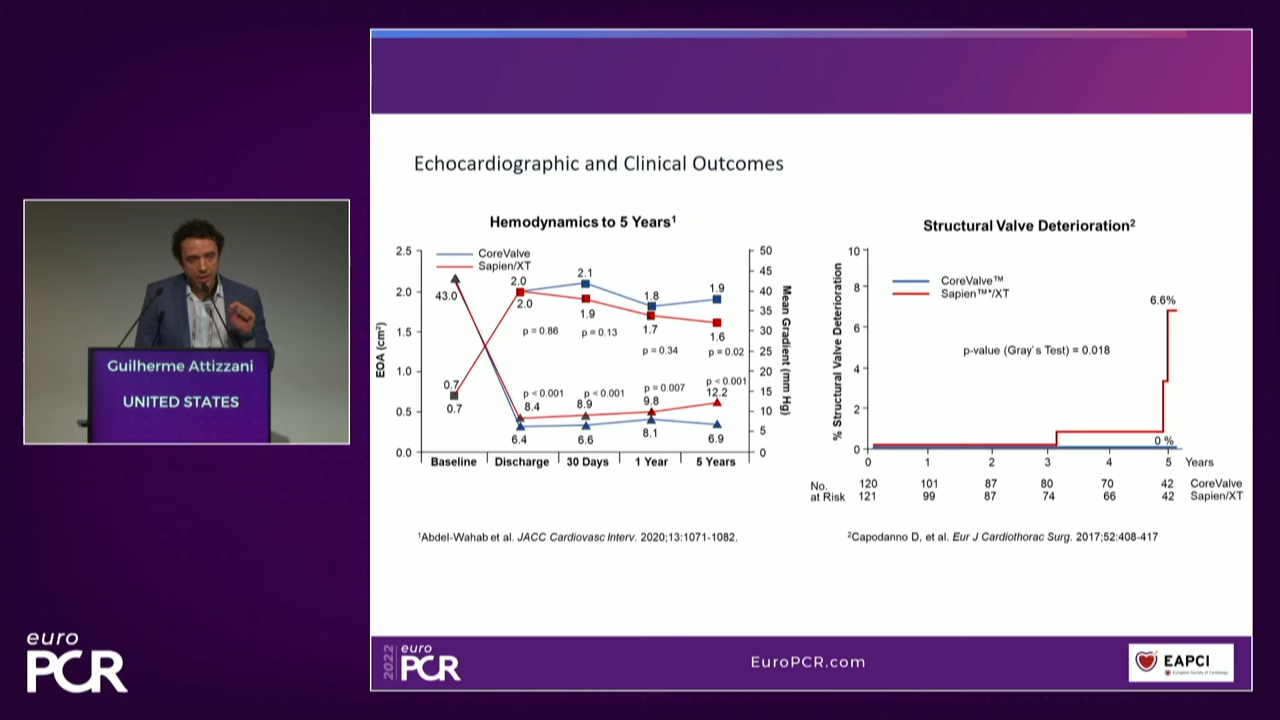 Echocardiographic and Clinical Outcomes
Hemodynamics to 5 Years¹
CoreValve
Sapien/XT
EOA (cm²)
2.5
2.0
1.5
1.0
0.5
0.0
Mean Gradient (mm Hg)
50
45
40
35
30
25
20
15
10
5
0
43.0
2.0
2.1
1.8
1.9
2.0
1.9
1.7
1.6
p = 0.86
p = 0.13
p = 0.34
p = 0.02
0.7
0.7
p < 0.001
p < 0.001
p = 0.007
p < 0.001
8.4
8.9
9.8
12.2
6.4
6.6
8.1
6.9
Baseline
Discharge
30 Days
1 Year
5 Years
¹Abdel-Wahab et al. JACC Cardiovasc Interv. 2020;13:1071-1082.
Structural Valve Deterioration²
% Structural Valve Deterioration
10
8
6
4
2
0
CoreValve™
Sapien™*/XT
6.6%
p-value (Gray's Test) = 0.018
0 %
0 1 2 3 4 5 Years
No.
at Risk
120 101 87 80 70 42 CoreValve
121 99 87 74 66 42 Sapien/XT
²Capodanno D, et al. Eur J Cardiothorac Surg. 2017;52:408-417
Guilherme Attizzani
UNITED STATES
euro
PCR
2022
euro
PCR
EuroPCR.com
EAPCI
European Society of Cardiology